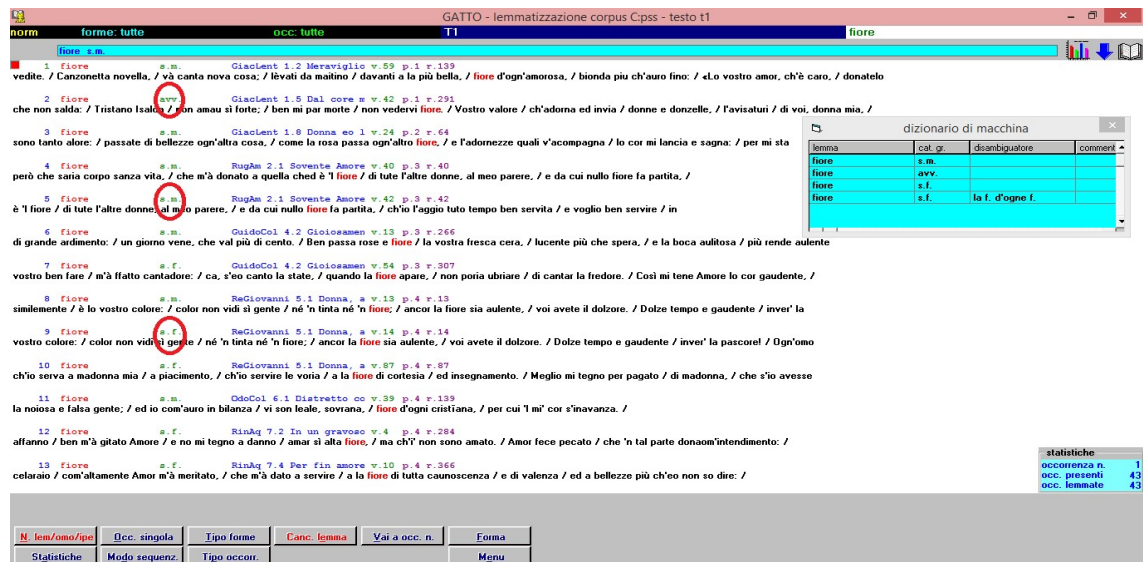 GATTO - lemmatizzazione corpus C:pss - testo t1
norm forme: tutte occ: tutte T1 fiore
fiore s.m.
1 fiore s.m. GiacLent 1.2 Meraviglio v.59 p.1 r.139
vedite. / Canzonetta novella, / và canta nova cosa; / lèvati da maitino / davanti a la più bella, / fiore d'ogn'amorosa, / bionda piu ch'auro fino: / «Lo vostro amor, ch'è caro, / donatelo
2 fiore avv. GiacLent 1.5 Dal core m v.42 p.1 r.291
che non salda: / Tristano Isalda / non amau sì forte; / ben mi par morte / non vedervi fiore. / Vostro valore / ch'adorna ed invia / donne e donzelle, / l'avisaturi / di voi, donna mia, /
3 fiore s.m. GiacLent 1.8 Donna eo l v.24 p.2 r.64
sono tanto alore: / passate di bellezze ogn'altra cosa, / come la rosa passa ogn'altro fiore, / e l'adornezze quali v'acompagna / lo cor mi lancia e sagna: / per mi sta
4 fiore s.m. RugAm 2.1 Sovente Amore v.40 p.3 r.40
però che saria corpo sanza vita, / che m'à donato a quella ched è 'l fiore / di tute l'altre donne, al meo parere, / e da cui nullo fiore fa partita, /
5 fiore s.m. RugAm 2.1 Sovente Amore v.42 p.3 r.42
è 'l fiore / di tute l'altre donne, al meo parere, / e da cui nullo fiore fa partita, / ch'io l'aggio tuto tempo ben servita / e voglio ben servire / in
6 fiore s.m. GuidoCol 4.2 Gioiosamen v.13 p.3 r.266
di grande ardimento: / un giorno vene, che val più di cento. / Ben passa rose e fiore / la vostra fresca cera, / lucente più che spera, / e la boca aulitosa / più rende aulente
7 fiore s.f. GuidoCol 4.2 Gioiosamen v.54 p.3 r.307
vostro ben fare / m'à ffatto cantadore: / ca, s'eo canto la state, / quando la fiore apare, / non poria ubriare / di cantar la fredore. / Così mi tene Amore lo cor gaudente, /
8 fiore s.m. ReGiovanni 5.1 Donna, a v.13 p.4 r.13
similemente / è lo vostro colore: / color non vidi sì gente / né 'n tinta né 'n fiore; / ancor la fiore sia aulente, / voi avete il dolzore. / Dolze tempo e gaudente / inver' la
9 fiore s.f. ReGiovanni 5.1 Donna, a v.14 p.4 r.14
vostro colore: / color non vidi sì gente / né 'n tinta né 'n fiore; / ancor la fiore sia aulente, / voi avete il dolzore. / Dolze tempo e gaudente / inver' la pascore! / Ogn'omo
10 fiore s.f. ReGiovanni 5.1 Donna, a v.87 p.4 r.87
ch'io serva a madonna mia / a piacimento, / ch'io servire le voria / a la fiore di cortesia / ed insegnamento. / Meglio mi tegno per pagato / di madonna, / che s'io avesse
11 fiore s.m. OdoCol 6.1 Distretto co v.39 p.4 r.139
la noiosa e falsa gente; / ed io com'auro in bilanza / vi son leale, sovrana, / fiore d'ogni cristïana, / per cui 'l mi' cor s'inavanza. /
12 fiore s.f. RinAq 7.2 In un gravoso v.10 p.4 r.284
affanno / ben m'à gitato Amore / e no mi tegno a danno / amar sì alta fiore, / ma ch'i' non sono amato. / Amor fece pecato / che 'n tal parte donaom'intendimento: /
13 fiore s.f. RinAq 7.4 Per fin amore v.10 p.4 r.366
celaraio / com'altamente Amor m'à meritato, / che m'à dato a servire / a la fiore di tutta caunoscenza / e di valenza / ed a bellezze più ch'eo non so dire: /
dizionario di macchina
lemma cat. gr. disambiguatore comment
fiore s.m.
fiore avv.
fiore s.f.
fiore s.f. la f. d'ogne f.
statistiche
occorrenza n. 1
occ. presenti 43
occ. lemmate 43
N. lem/omo/ipe Occ. singola Tipo forme Canc. lemma Vai a occ. n. Forma
Statistiche Modo sequenz. Tipo occorr. Menu